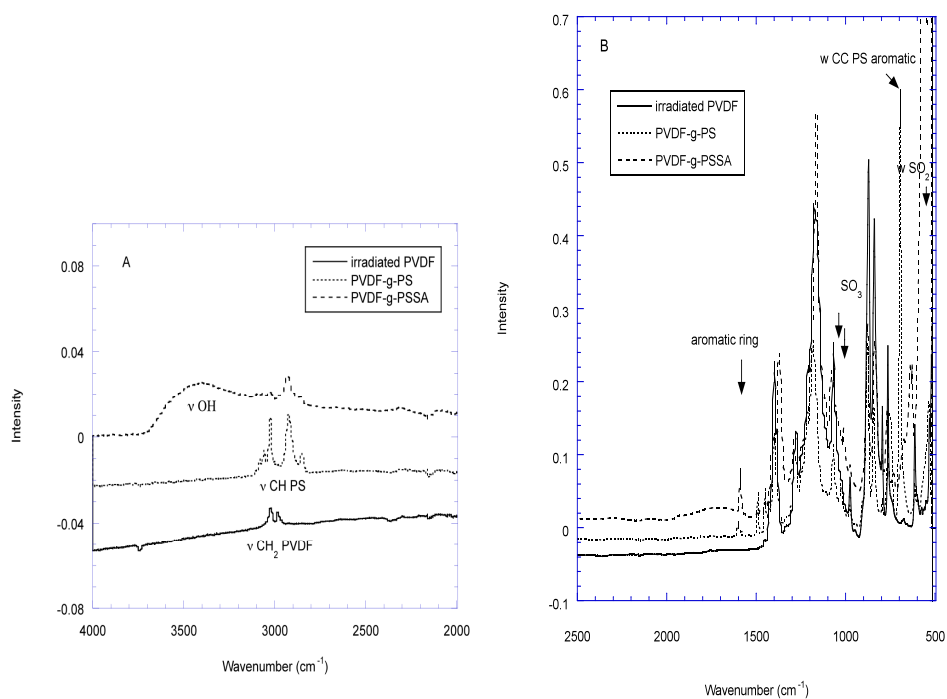 A
irradiated PVDF
PVDF-g-PS
PVDF-g-PSSA
0.08
0.04
0
-0.04
-0.08
Intensity
ν OH
ν CH PS
ν CH2 PVDF
4000 3500 3000 2500 2000
Wavenumber (cm-1)
B
w CC PS aromatic
irradiated PVDF
PVDF-g-PS
PVDF-g-PSSA
w SO2
SO3
aromatic ring
0.7
0.6
0.5
0.4
0.3
0.2
0.1
0
-0.1
Intensity
2500 2000 1500 1000 500
Wavenumber (cm-1)